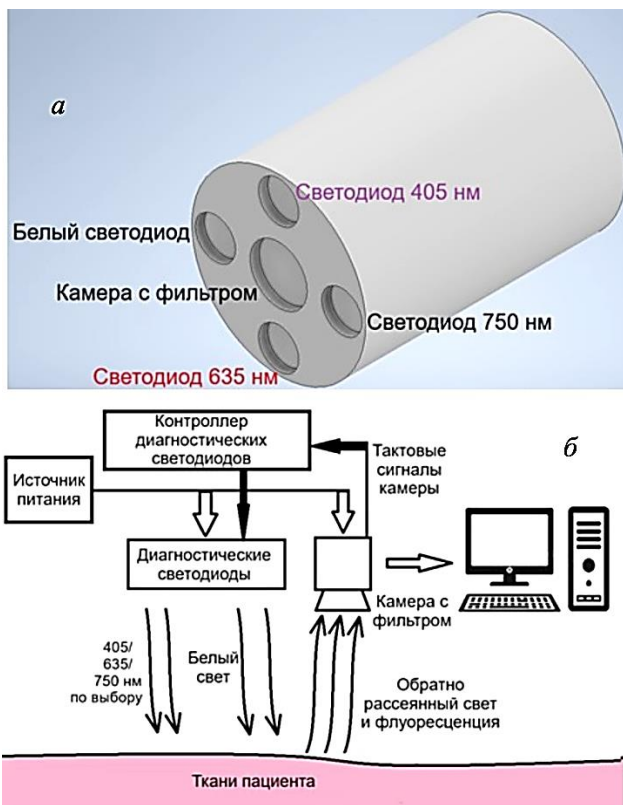 а
Светодиод 405 нм
Белый светодиод
Камера с фильтром
Светодиод 750 нм
Светодиод 635 нм
б
Контроллер
диагностических
светодиодов
Тактовые
сигналы
камеры
Источник
питания
Диагностические
светодиоды
Камера с
фильтром
405/
635/
750 нм
по выбору
Белый
свет
Обратно
рассеянный свет
и флуоресценция
Ткани пациента